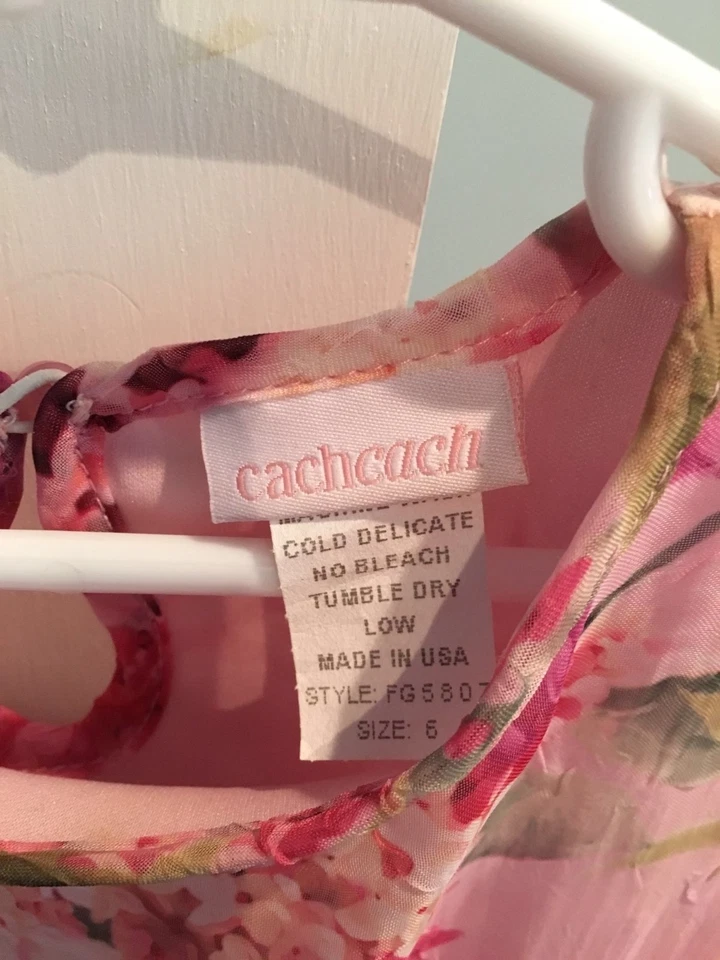 cachcach
COLD DELICATE
NO BLEACH
TUMBLE DRY
LOW
MADE IN USA
STYLE: FG5807
SIZE: 6